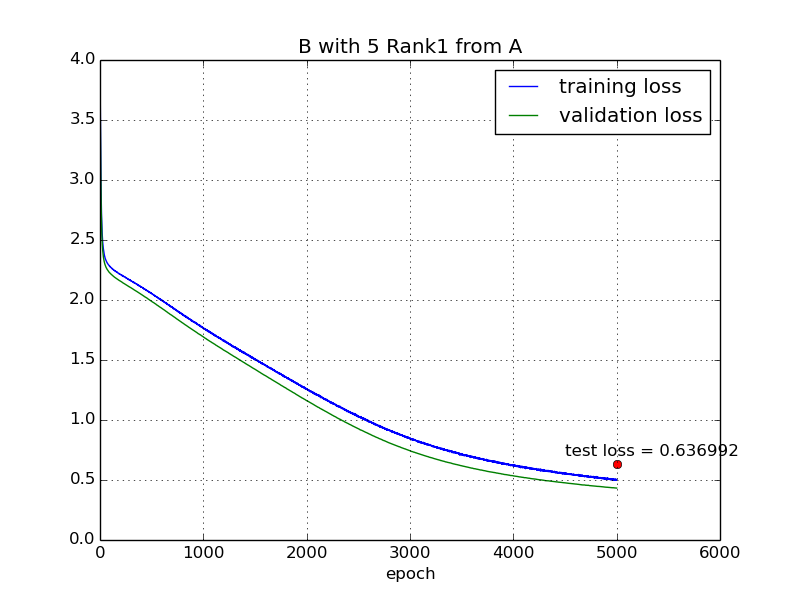 B with 5 Rank1 from A
training loss
validation loss
4.0
3.5
3.0
2.5
2.0
1.5
1.0
0.5
0.0
test loss = 0.636992
0 1000 2000 3000 4000 5000 6000
epoch